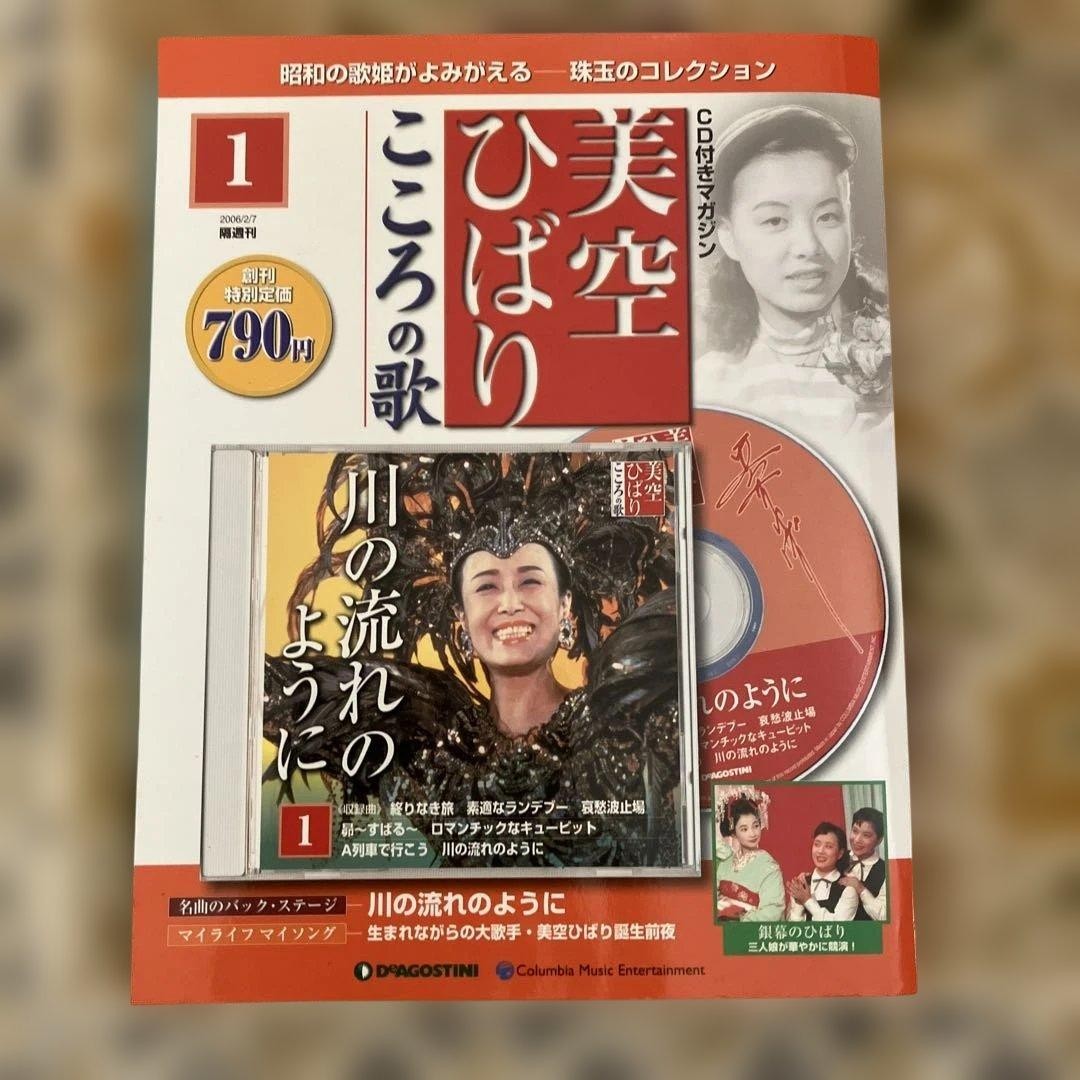 昭和の歌姫がよみがえる──珠玉のコレクション
1
2006/2/7
隔週刊
創刊
特別定価
790円
CD付きマガジン
美空
ひばり
こころの歌
美空
ひばり
こころの歌
川の流れの
ように
1
〈収録曲〉 終りなき旅 素適なランデブー 哀愁波止場
昴〜すばる〜 ロマンチックなキューピット
A列車で行こう 川の流れのように
れのように
ランデブー 哀愁波止場
マンチックなキューピット
川の流れのように
DeAGOSTINI
名曲のバック・ステージ 川の流れのように
マイライフ マイソング 生まれながらの大歌手・美空ひばり誕生前夜
銀幕のひばり
三人娘が華やかに競演！
DeAGOSTINI Columbia Music Entertainment